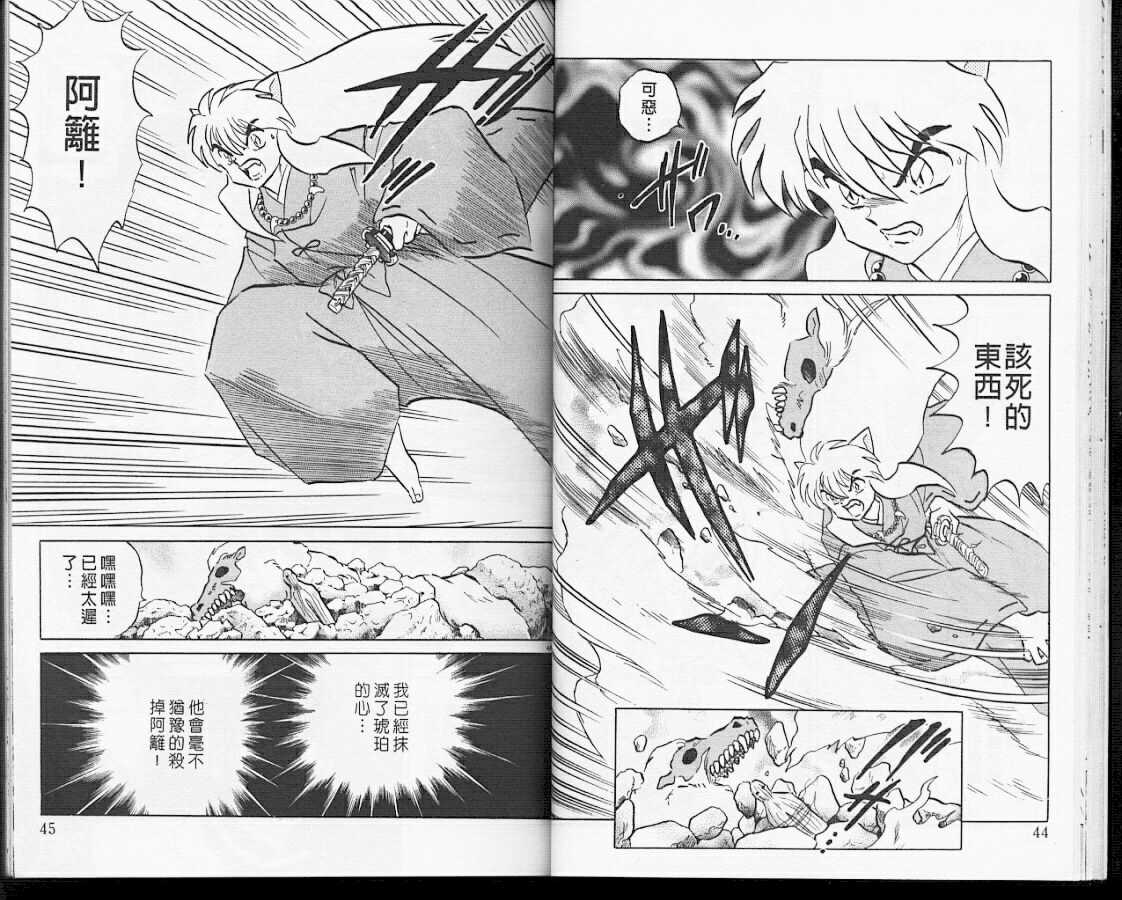 可惡…
ズ
ワ…
該死的
東西！
44
阿籬！
嘿嘿嘿…
已經太遲
了…
我已經抹
滅了琥珀
的心…
他會毫不
猶豫的殺
掉阿籬！
45